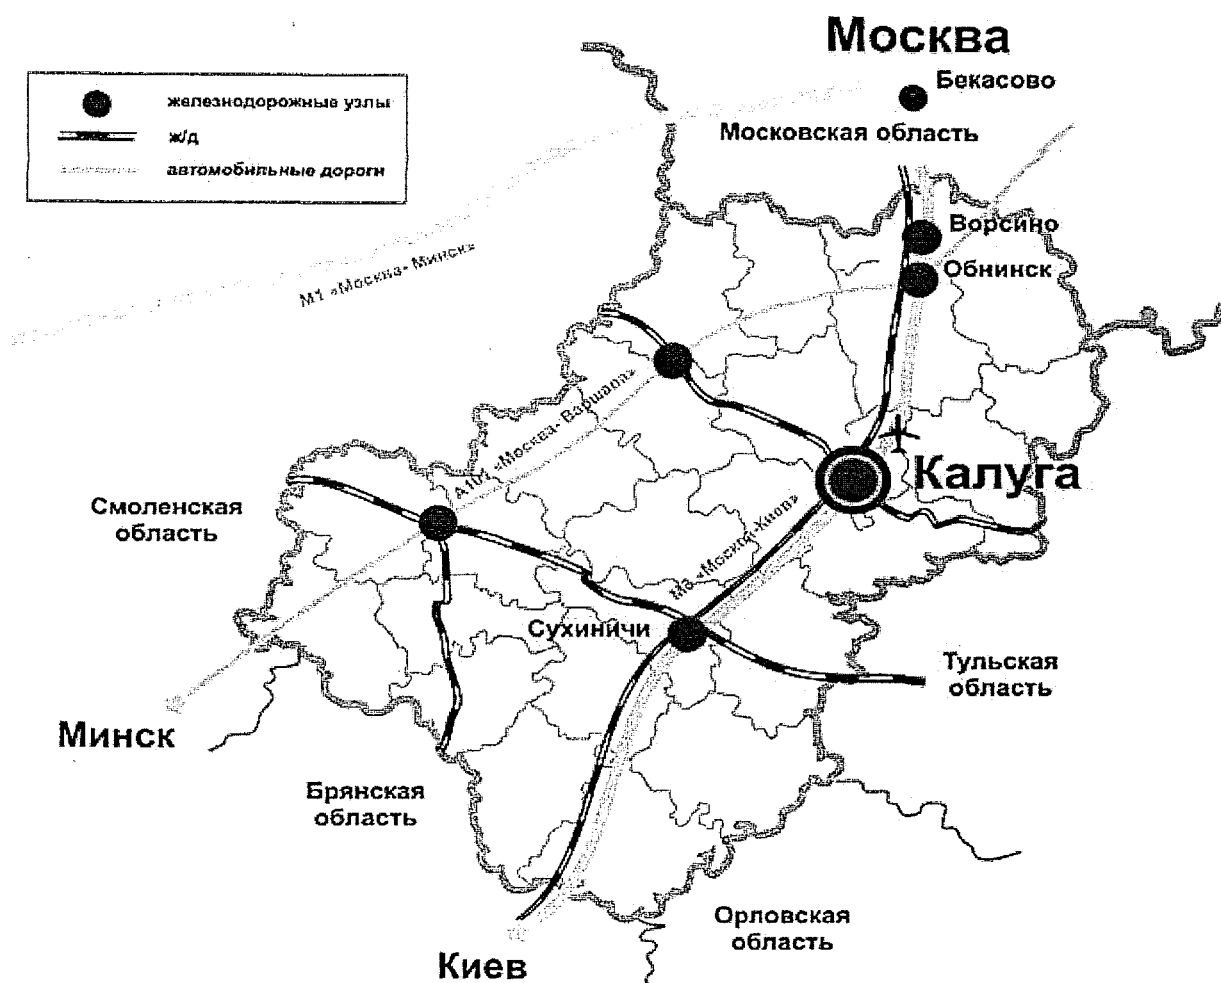 Москва
Бекасово
железнодорожные узлы
ж/д
автомобильные дороги
Московская область
Ворсино
Обнинск
М1 «Москва- Минск»
А101 «Москва- Варшава»
Калуга
Смоленская
область
М3 «Москва-Киев»
Сухиничи
Тульская
область
Минск
Брянская
область
Орловская
область
Киев